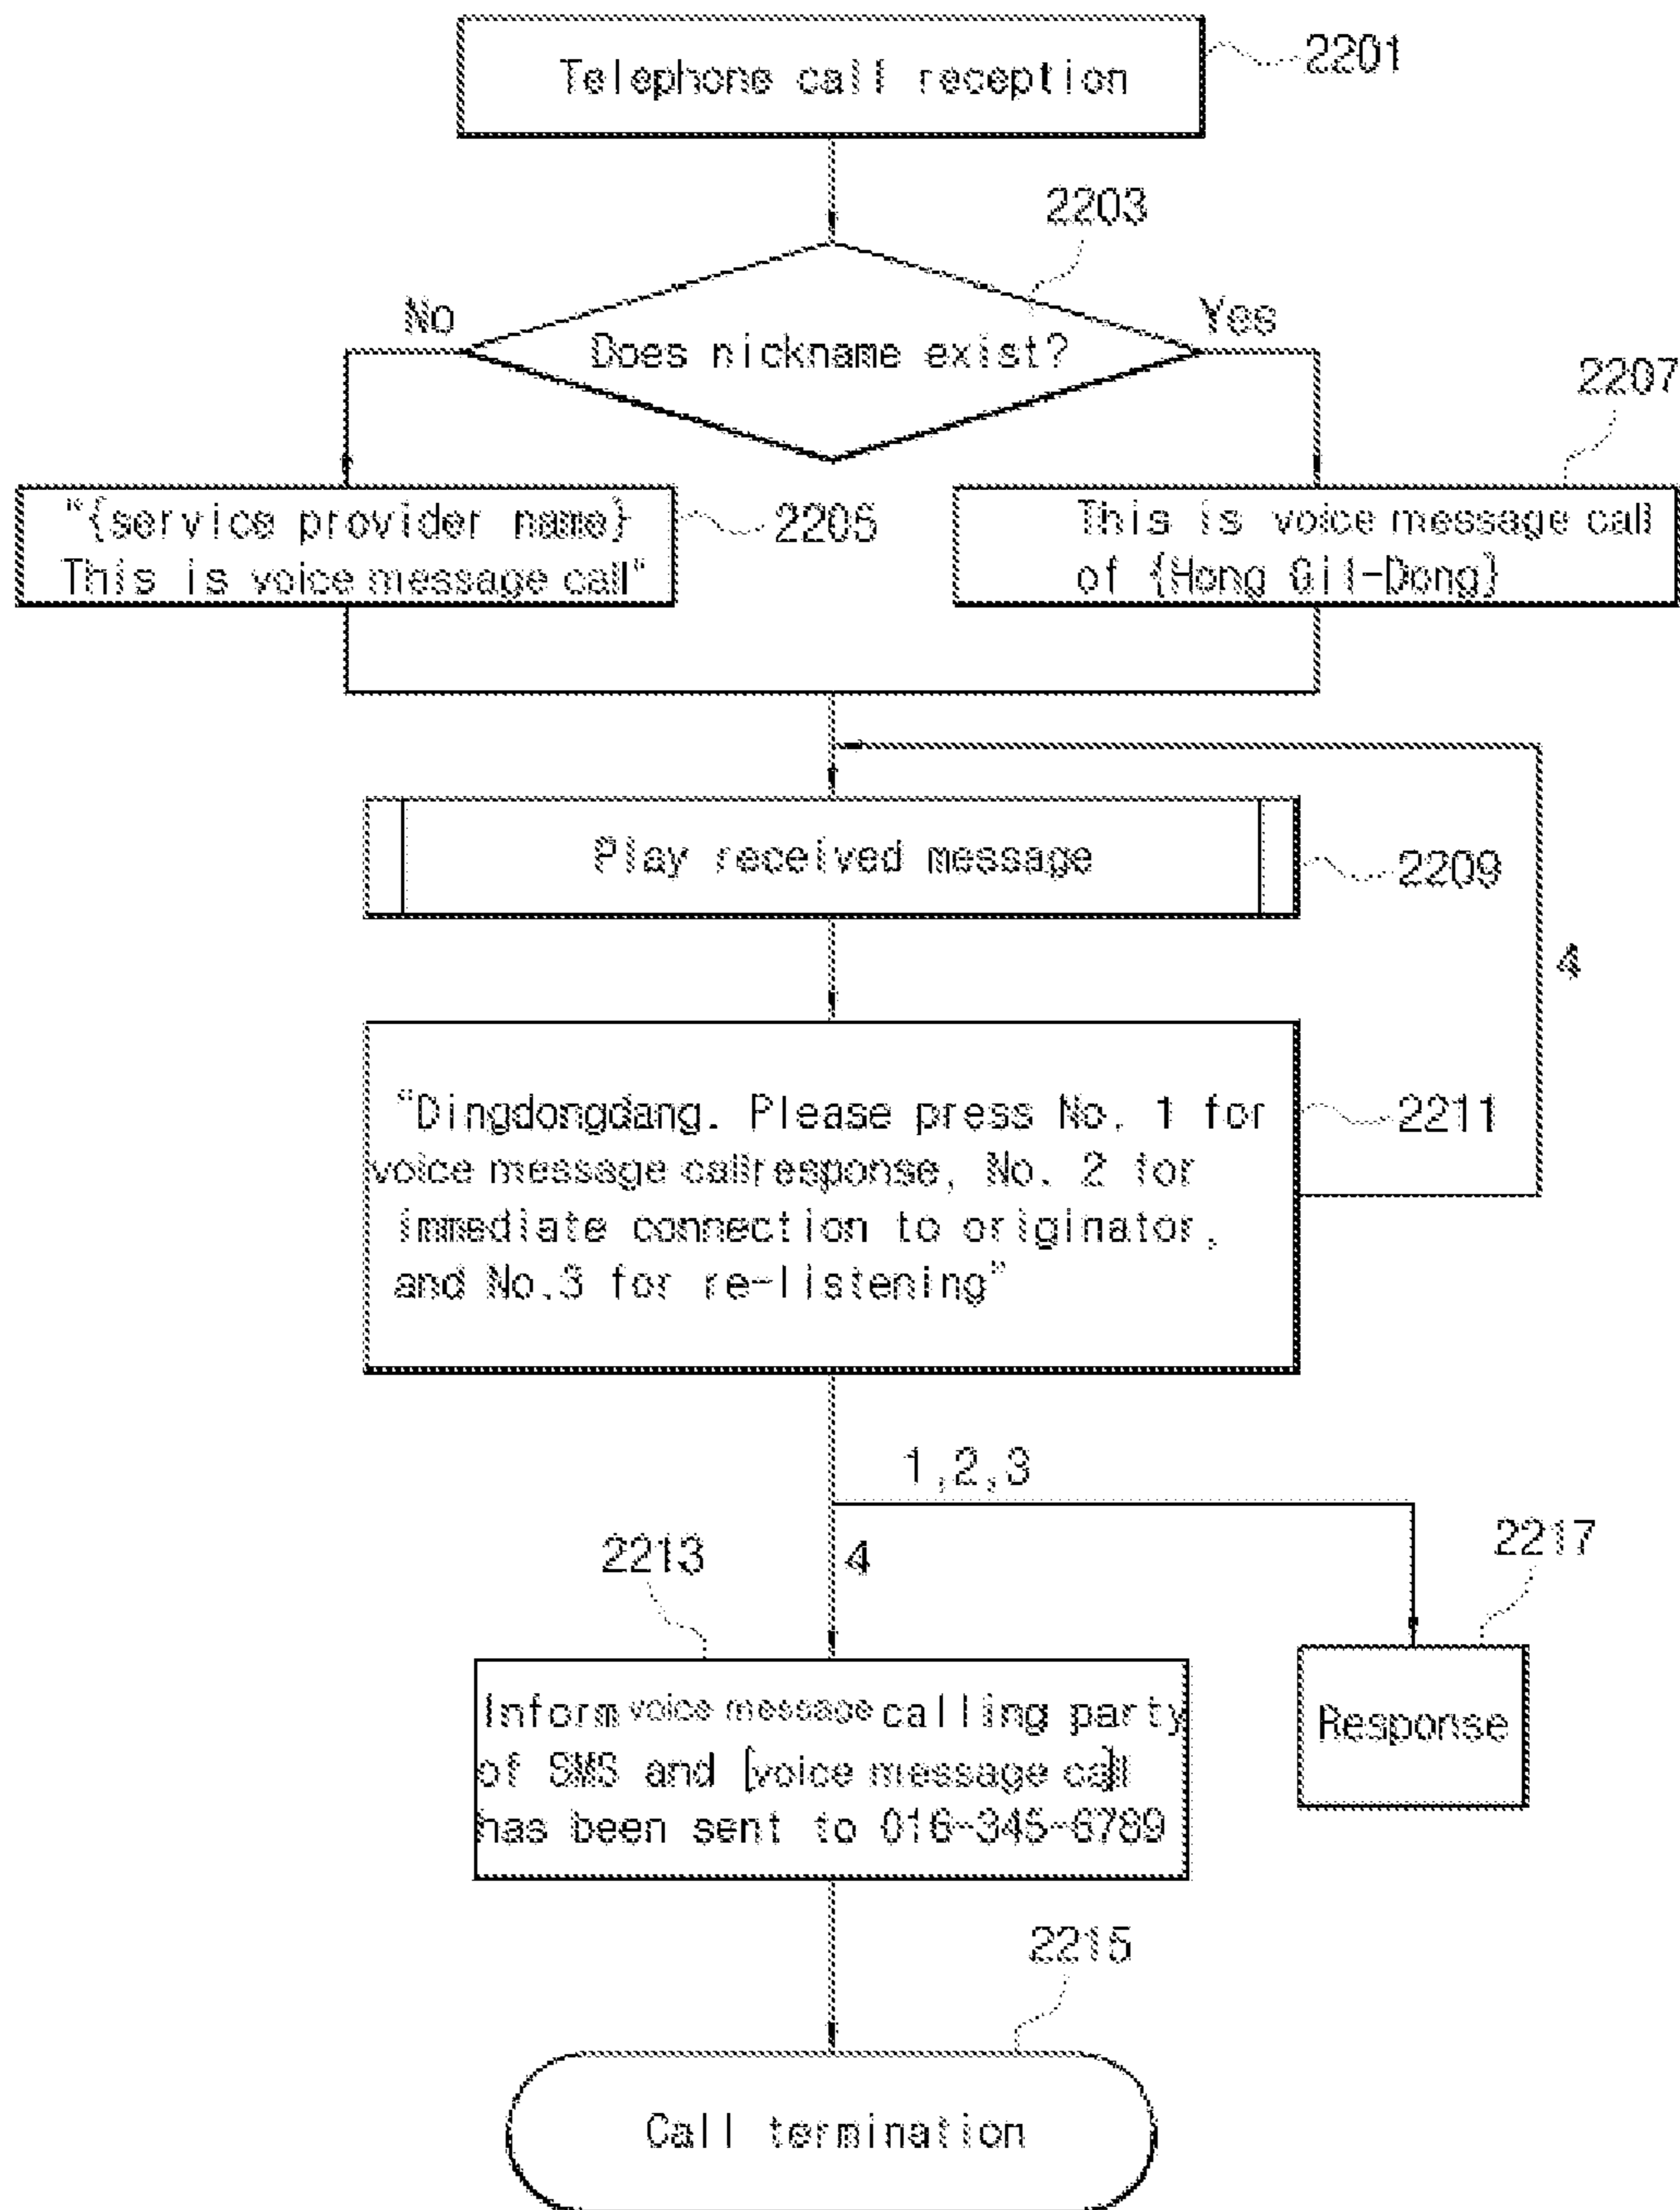 Telephone call reception
2201
2203
No
Yes
Does nickname exist?
2207
"{service provider name}
This is voice message call"
2205
This is voice message call
of {Hong Gil-Dong}
Play received message
2209
4
"Dingdongdang. Please press No. 1 for
voice message callresponse, No. 2 for
immediate connection to originator,
and No.3 for re-listening"
2211
1,2,3
2213
4
2217
Inform voice message calling party
of SMS and [voice message call]
has been sent to 016-345-6789
Response
2215
Call termination